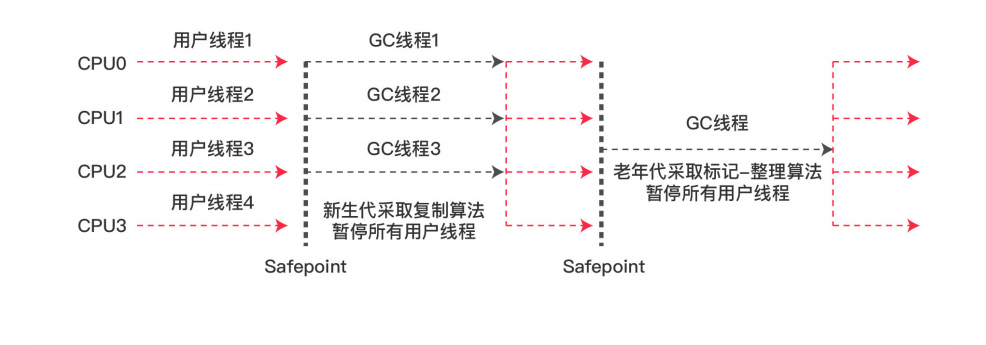 用户线程1
GC线程1
CPU0
用户线程2
GC线程2
CPU1
GC线程
用户线程3
GC线程3
CPU2
老年代采取标记–整理算法
暂停所有用户线程
用户线程4
新生代采取复制算法
CPU3
暂停所有用户线程
Safepoint
Safepoint